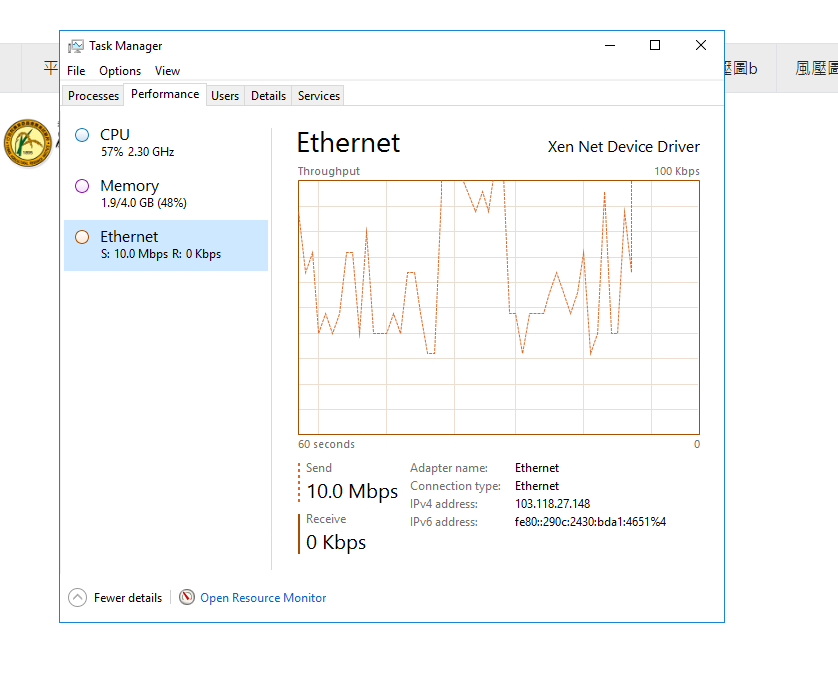 Task Manager
File Options View
平
壓圖b
風壓圖
Processes Performance Users Details Services
CPU
57% 2.30 GHz
Memory
1.9/4.0 GB (48%)
Ethernet
S: 10.0 Mbps R: 0 Kbps
Ethernet
Xen Net Device Driver
Throughput
100 Kbps
60 seconds
0
Send
10.0 Mbps
Receive
0 Kbps
Adapter name: Ethernet
Connection type: Ethernet
IPv4 address: 103.118.27.148
IPv6 address: fe80::290c:2430:bda1:4651%4
Fewer details
Open Resource Monitor